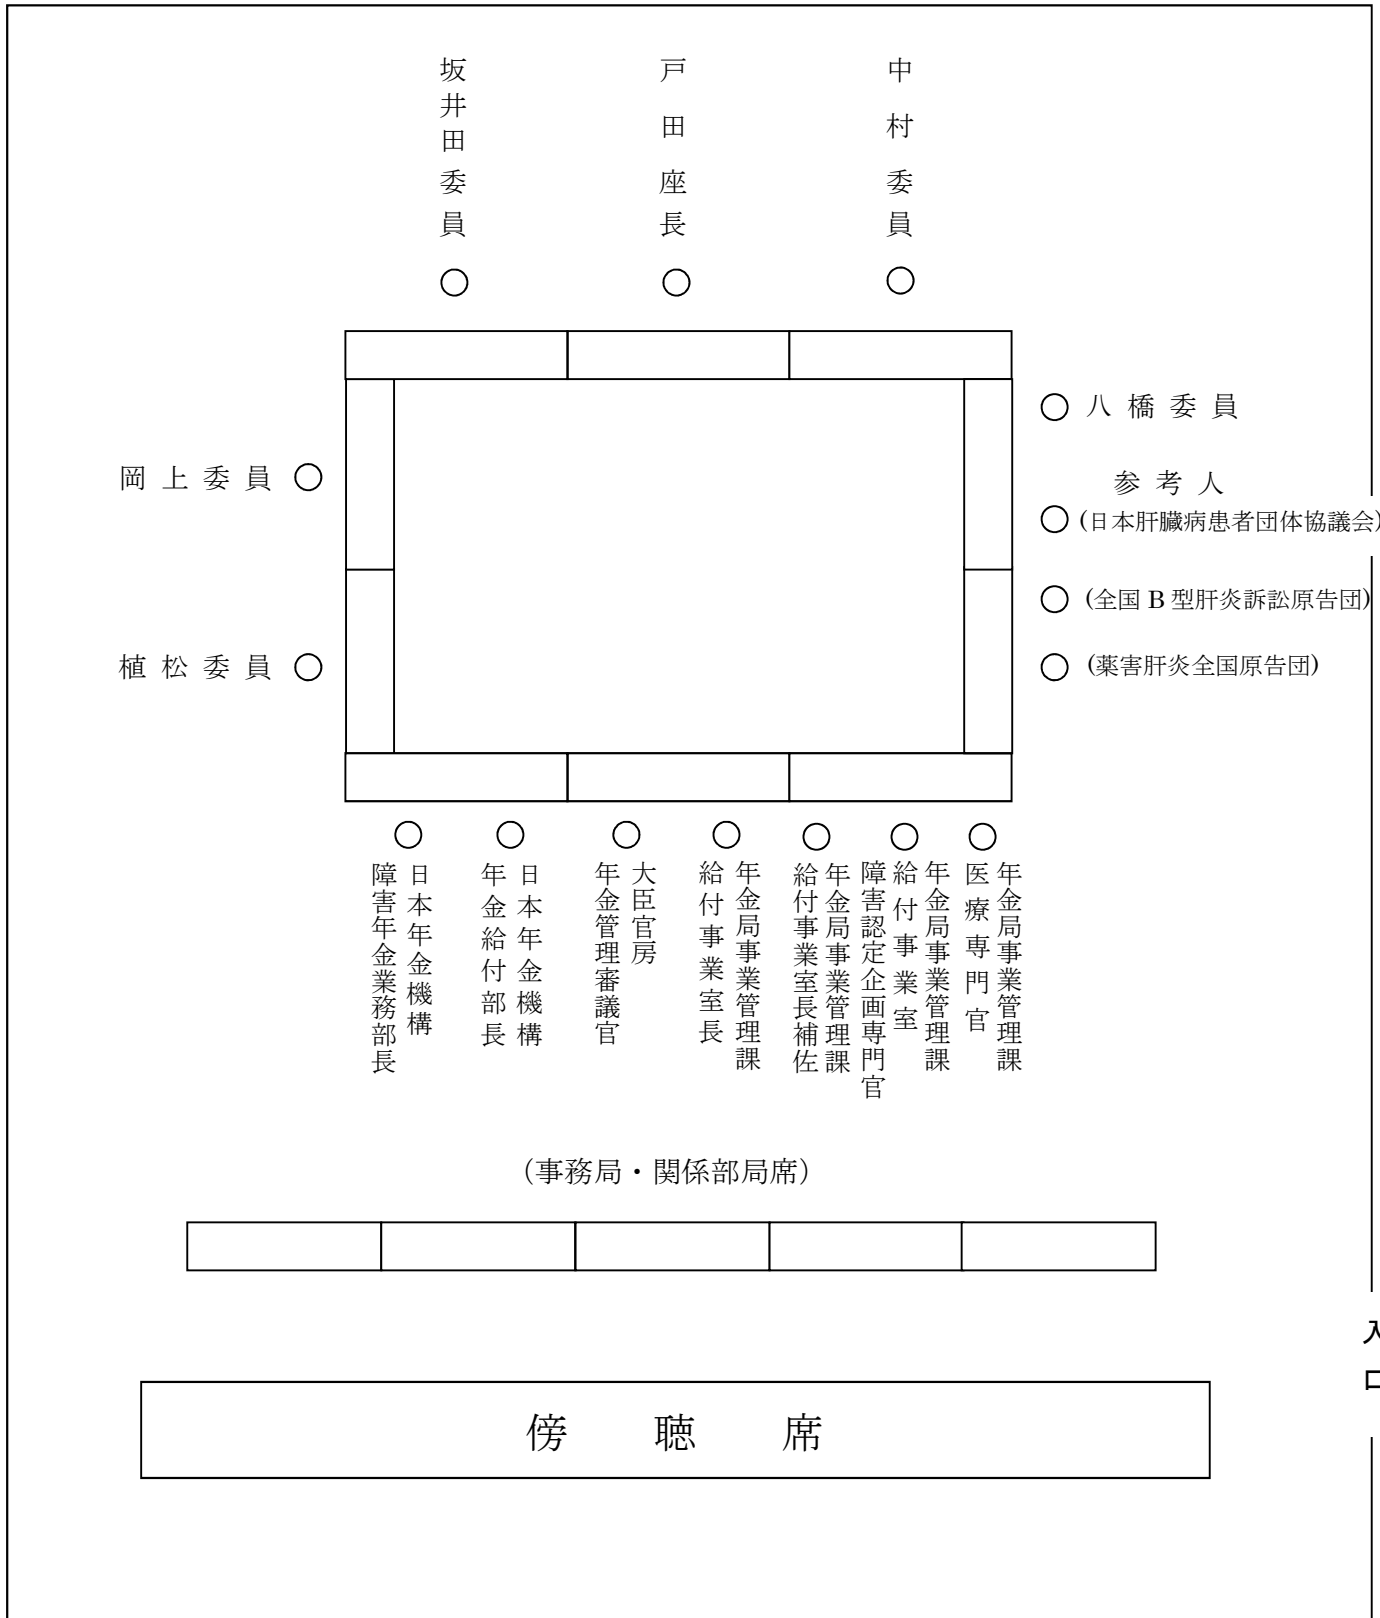 坂井田委員
戸田座長
中村委員
八橋委員
岡上委員
参考人
(日本肝臓病患者団体協議会)
(全国B型肝炎訴訟原告団)
植松委員
(薬害肝炎全国原告団)
日本年金機構
障害年金業務部長
日本年金機構
年金給付部長
大臣官房
年金管理審議官
年金局事業管理課
給付事業室長
年金局事業管理課
給付事業室長補佐
年金局事業管理課
給付事業室
障害認定企画専門官
年金局事業管理課
医療専門官
(事務局・関係部局席)
入口
傍聴席